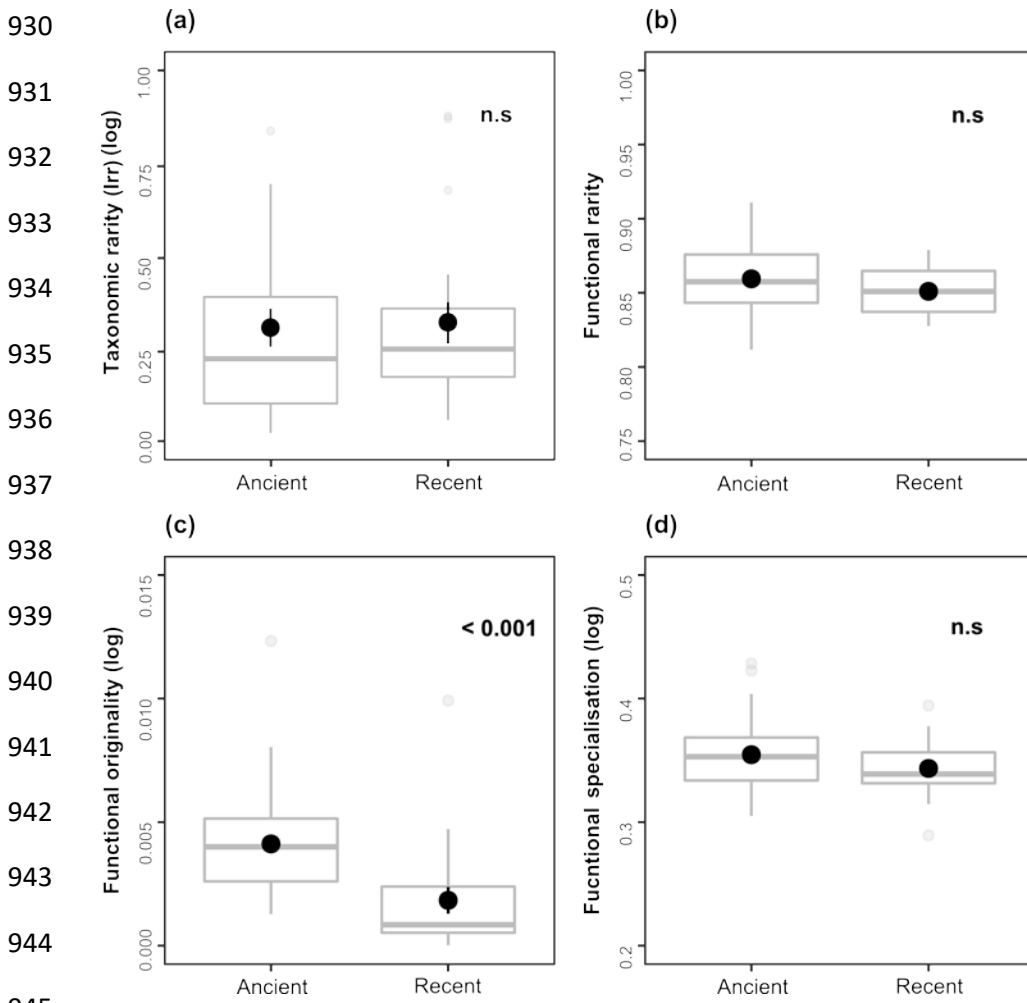 930
931
932
933
934
935
936
937
938
939
940
941
942
943
944
945
(a)
Taxonomic rarity (Irr) (log)
1.00
0.75
0.50
0.25
0.00
n.s
Ancient Recent
(b)
Functional rarity
1.00
0.95
0.90
0.85
0.80
0.75
n.s
Ancient Recent
(c)
Functional originality (log)
0.015
0.010
0.005
0.000
< 0.001
Ancient Recent
(d)
Fucntional specialisation (log)
0.5
0.4
0.3
0.2
n.s
Ancient Recent